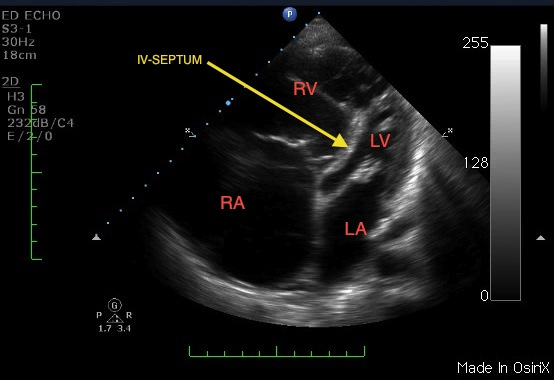 ED ECHO
S3-1
30Hz
18cm
2D
H3
Gn 58
232dB/C4
E/2/0
P
IV-SEPTUM
RV
LV
RA
LA
255
128
0
G
P R
1.7 3.4
Made In OsiriX